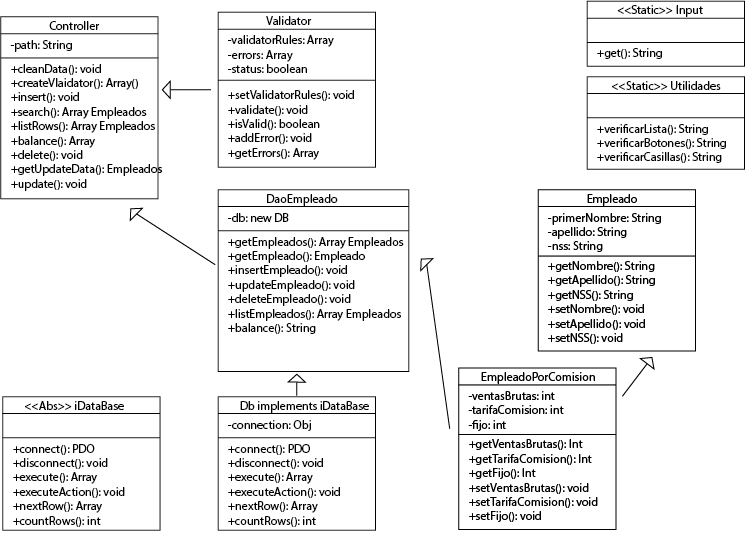 Controller
-path: String
+cleanData(): void
+createVlaidator(): Array()
+insert(): void
+search(): Array Empleados
+listRows(): Array Empleados
+balance(): Array
+delete(): void
+getUpdateData(): Empleados
+update(): void
Validator
-validatorRules: Array
-errors: Array
-status: boolean
+setValidatorRules(): void
+validate(): void
+isValid(): boolean
+addError(): void
+getErrors(): Array
<<Static>> Input
+get(): String
<<Static>> Utilidades
+verificarLista(): String
+verificarBotones(): String
+verificarCasillas(): String
DaoEmpleado
-db: new DB
+getEmpleados(): Array Empleados
+getEmpleado(): Empleado
+insertEmpleado(): void
+updateEmpleado(): void
+deleteEmpleado(): void
+listEmpleados(): Array Empleados
+balance(): String
Empleado
-primerNombre: String
-apellido: String
-nss: String
+getNombre(): String
+getApellido(): String
+getNSS(): String
+setNombre(): void
+setApellido(): void
+setNSS(): void
<<Abs>> iDataBase
+connect(): PDO
+disconnect(): void
+execute(): Array
+executeAction(): void
+nextRow(): Array
+countRows(): int
Db implements iDataBase
-connection: Obj
+connect(): PDO
+disconnect(): void
+execute(): Array
+executeAction(): void
+nextRow(): Array
+countRows(): int
EmpleadoPorComision
-ventasBrutas: int
-tarifaComision: int
-fijo: int
+getVentasBrutas(): Int
+getTarifaComision(): Int
+getFijo(): Int
+setVentasBrutas(): void
+setTarifaComision(): void
+setFijo(): void